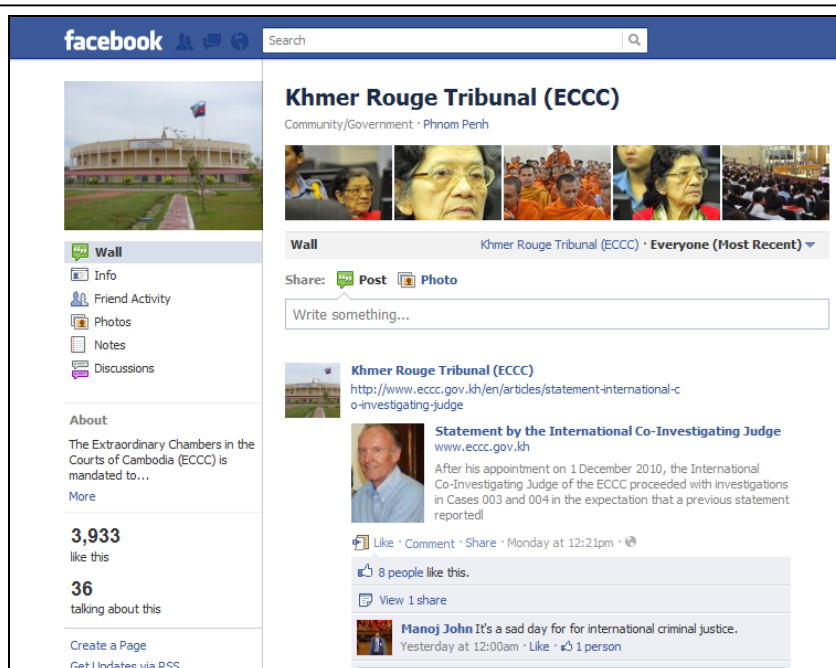 facebook
Search
Khmer Rouge Tribunal (ECCC)
Community/Government · Phnom Penh
Wall
Khmer Rouge Tribunal (ECCC) · Everyone (Most Recent)
Share: Post Photo
Write something...
Wall
Info
Friend Activity
Photos
Notes
Discussions
About
The Extraordinary Chambers in the
Courts of Cambodia (ECCC) is
mandated to...
More
3,933
like this
36
talking about this
Create a Page
Get Updates via RSS
Khmer Rouge Tribunal (ECCC)
http://www.eccc.gov.kh/en/articles/statement-international-c
o-investigating-judge
Statement by the International Co-Investigating Judge
www.eccc.gov.kh
After his appointment on 1 December 2010, the International
Co-Investigating Judge of the ECCC proceeded with investigations
in Cases 003 and 004 in the expectation that a previous statement
reportedl
Like · Comment · Share · Monday at 12:21pm ·
8 people like this.
View 1 share
Manoj John It's a sad day for for international criminal justice.
Yesterday at 12:00am · Like · 1 person